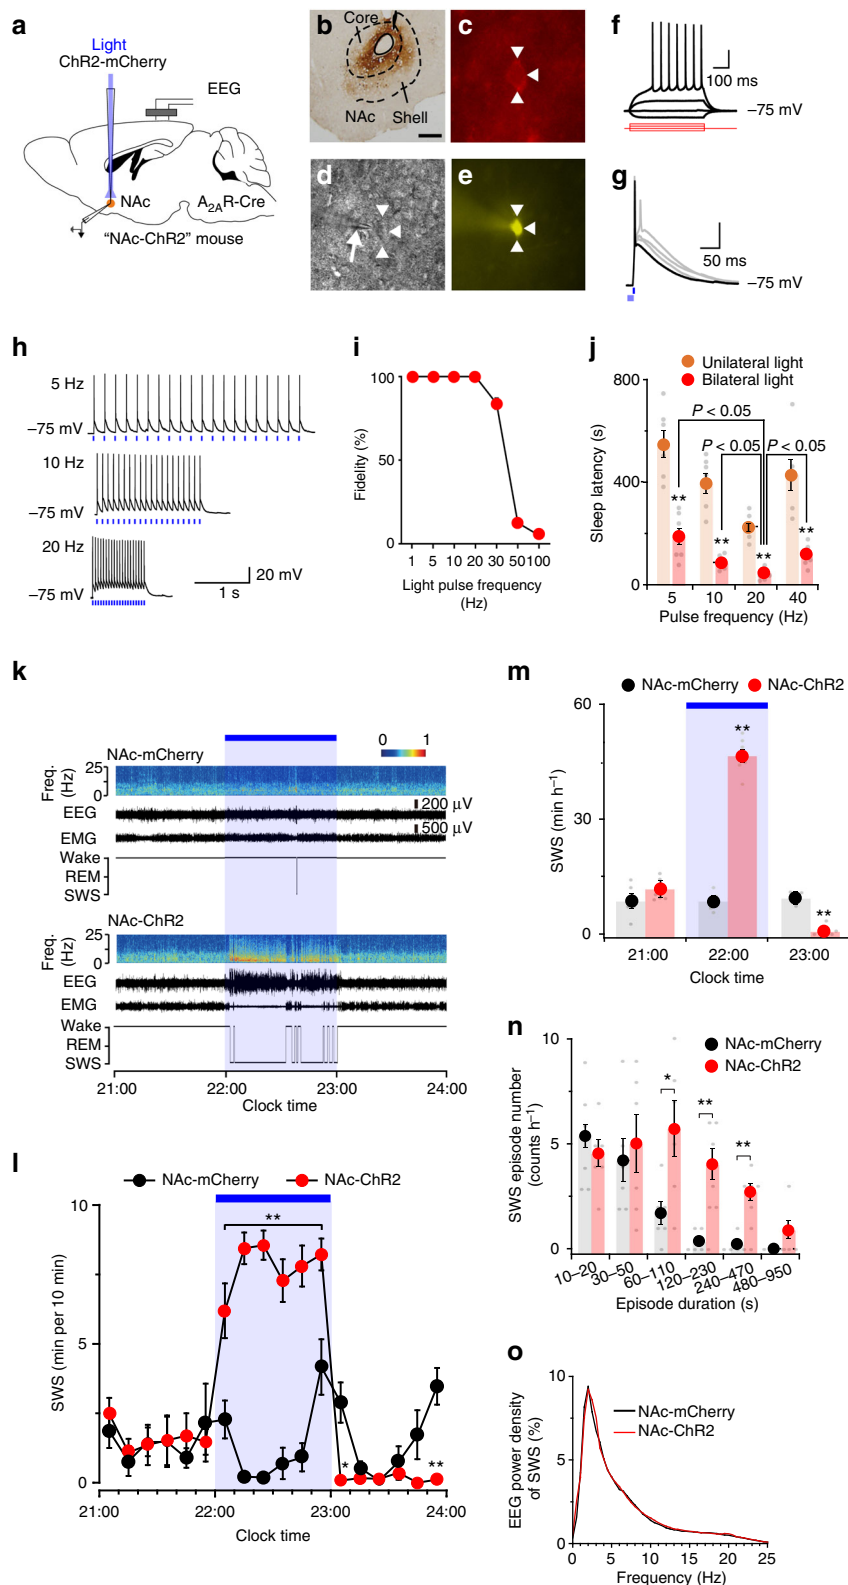 a
Light
ChR2-mCherry
EEG
NAc
A2AR-Cre
“NAc-ChR2” mouse
b
Core
NAc
Shell
c
d
e
f
100 ms
–75 mV
g
50 ms
–75 mV
h
5 Hz
–75 mV
10 Hz
–75 mV
20 Hz
–75 mV
20 mV
1 s
i
Fidelity (%)
100
50
0
1 5 10 20 30 50 100
Light pulse frequency
(Hz)
j
Unilateral light
Bilateral light
Sleep latency (s)
800
400
0
P < 0.05
P < 0.05 P < 0.05
** ** ** **
5 10 20 40
Pulse frequency (Hz)
k
NAc-mCherry
0 1
Freq.
(Hz)
25
0
EEG
200 µV
EMG
500 µV
Wake
REM
SWS
NAc-ChR2
Freq.
(Hz)
25
0
EEG
EMG
Wake
REM
SWS
21:00 22:00 23:00 24:00
Clock time
l
NAc-mCherry NAc-ChR2
SWS (min per 10 min)
10
5
0
**
* **
21:00 22:00 23:00 24:00
Clock time
m
NAc-mCherry NAc-ChR2
SWS (min h–1)
60
30
0
**
**
21:00 22:00 23:00
Clock time
n
NAc-mCherry
NAc-ChR2
SWS episode number
(counts h–1)
10
5
0
* ** **
10–20 30–50 60–110 120–230 240–470 480–950
Episode duration (s)
o
NAc-mCherry
NAc-ChR2
EEG power density
of SWS (%)
10
5
0
0 5 10 15 20 25
Frequency (Hz)